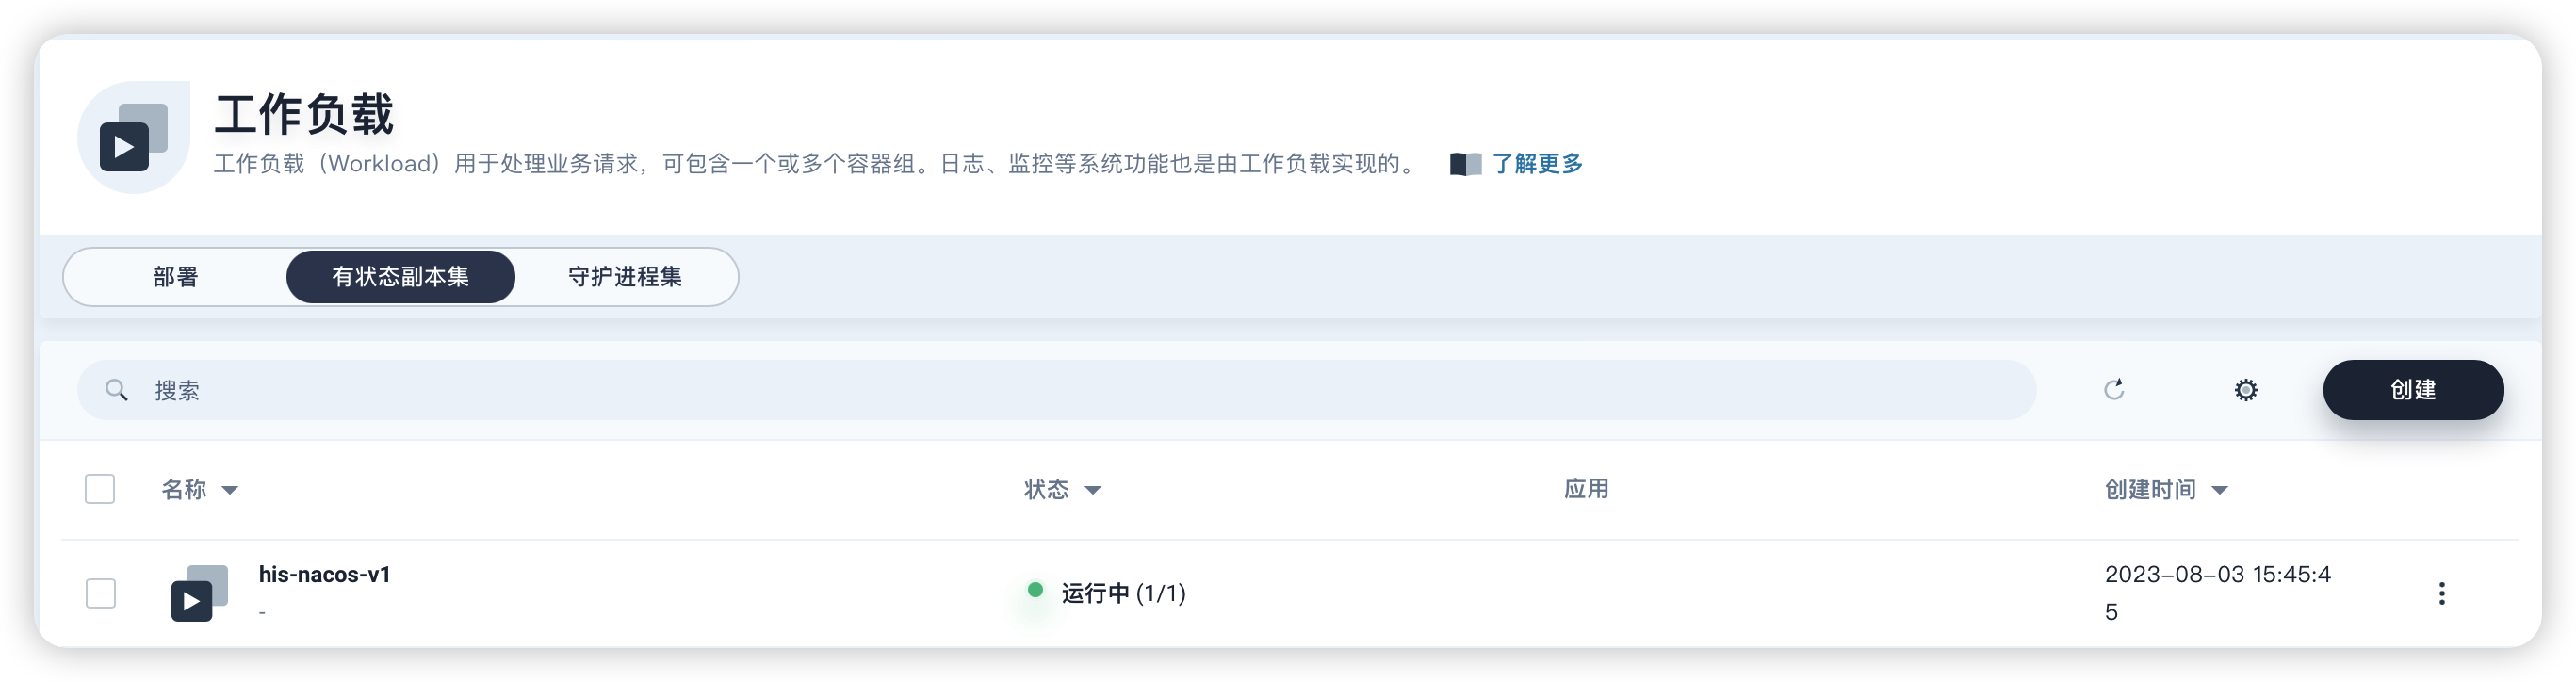 工作负载
工作负载（Workload）用于处理业务请求，可包含一个或多个容器组。日志、监控等系统功能也是由工作负载实现的。 了解更多
部署 有状态副本集 守护进程集
搜索 创建
名称 状态 应用 创建时间
his-nacos-v1
-
运行中 (1/1)
2023-08-03 15:45:4
5